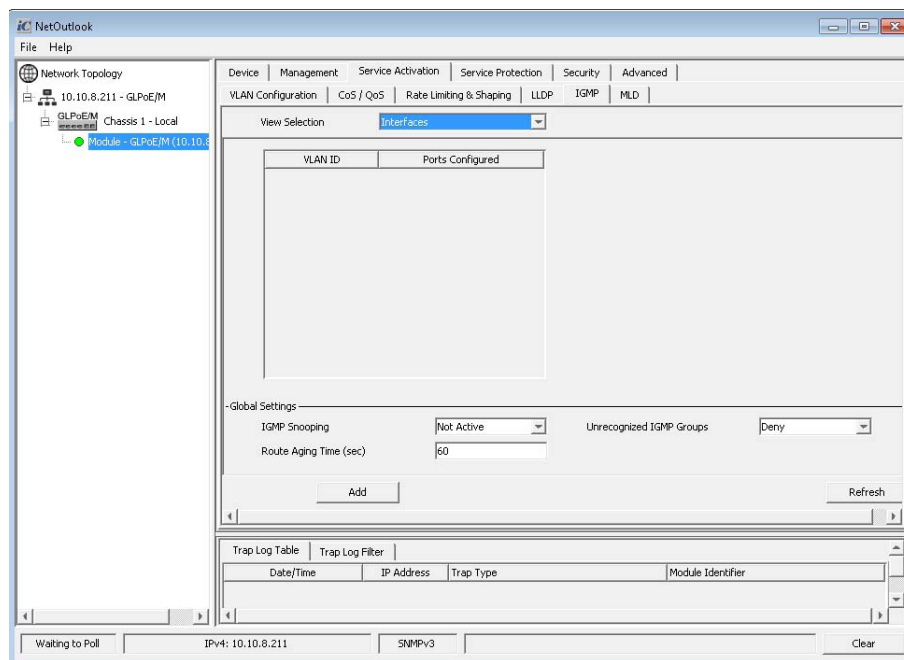 iC NetOutlook
File Help
Network Topology
10.10.8.211 - GLPoE/M
GLPoE/M Chassis 1 - Local
Module - GLPoE/M (10.10.8
Device Management Service Activation Service Protection Security Advanced
VLAN Configuration CoS / QoS Rate Limiting & Shaping LLDP IGMP MLD
View Selection Interfaces
VLAN ID Ports Configured
Global Settings
IGMP Snooping Not Active Unrecognized IGMP Groups Deny
Route Aging Time (sec) 60
Add Refresh
Trap Log Table Trap Log Filter
Date/Time IP Address Trap Type Module Identifier
Waiting to Poll IPv4: 10.10.8.211 SNMPv3 Clear